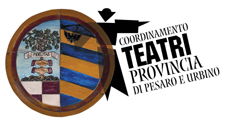 COORDINAMENTO
TEATRI
PROVINCIA
DI PESARO E URBINO